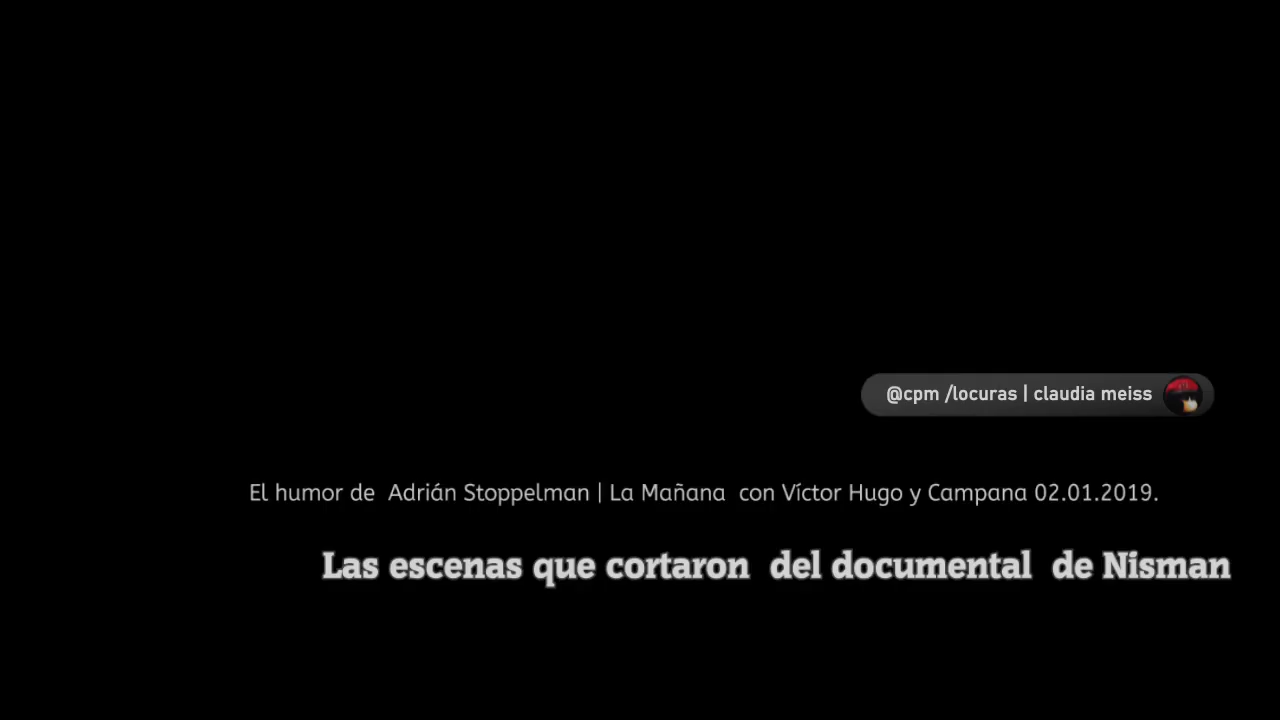 @cpm /locuras | claudia meiss
El humor de Adrián Stoppelman | La Mañana con Víctor Hugo y Campana 02.01.2019.
Las escenas que cortaron del documental de Nisman